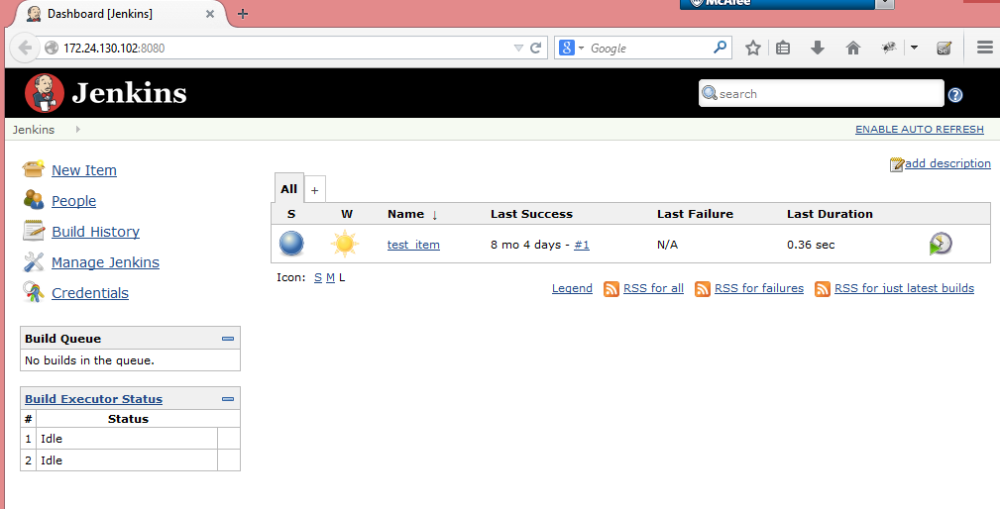 McAfee
Dashboard [Jenkins]
172.24.130.102:8080
8 Google
Jenkins
search
Jenkins
ENABLE AUTO REFRESH
add description
New Item
People
Build History
Manage Jenkins
Credentials
All +
S W Name ↓ Last Success Last Failure Last Duration
test_item 8 mo 4 days - #1 N/A 0.36 sec
Icon: S M L
Legend RSS for all RSS for failures RSS for just latest builds
Build Queue
No builds in the queue.
Build Executor Status
# Status
1 Idle
2 Idle